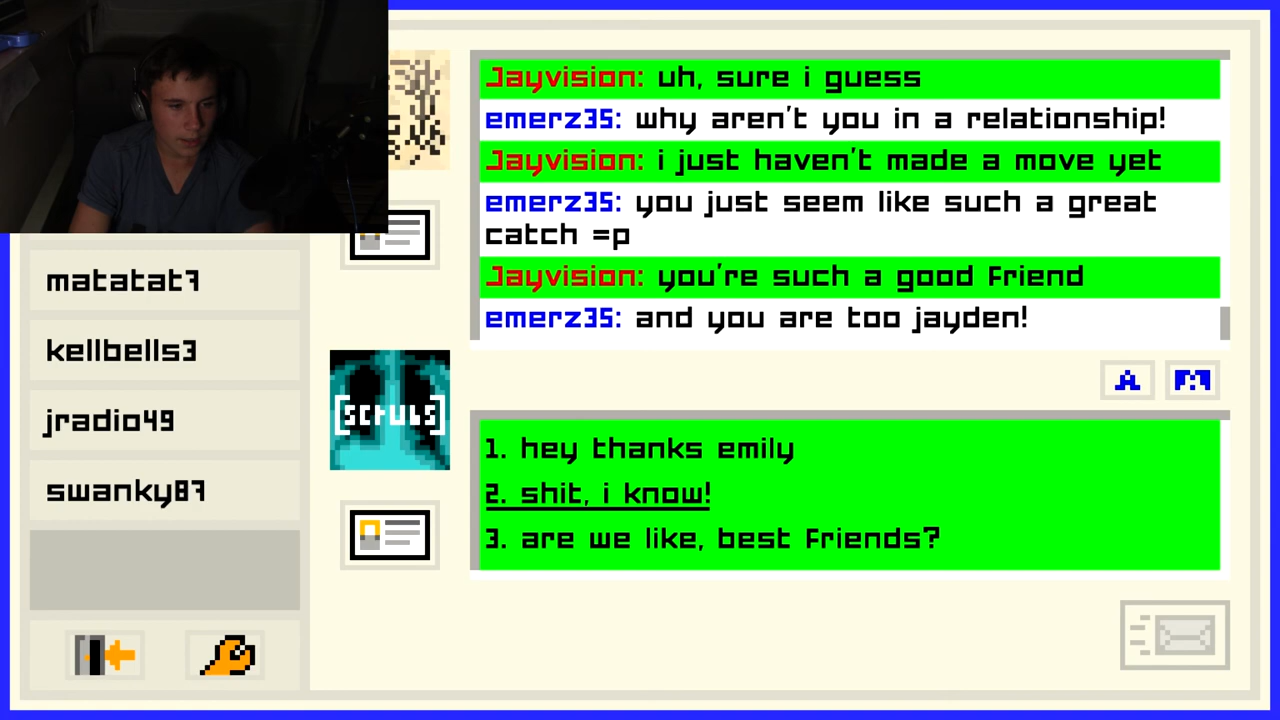 Jayvision: uh, sure i guess
emerz35: why aren't you in a relationship!
Jayvision: i just haven't made a move yet
emerz35: you just seem like such a great
catch =p
Jayvision: you're such a good friend
emerz35: and you are too jayden!
matatat7
kellbells3
jradio49
swanky87
[scrubs]
A
M
1. hey thanks emily
2. shit, i know!
3. are we like, best friends?